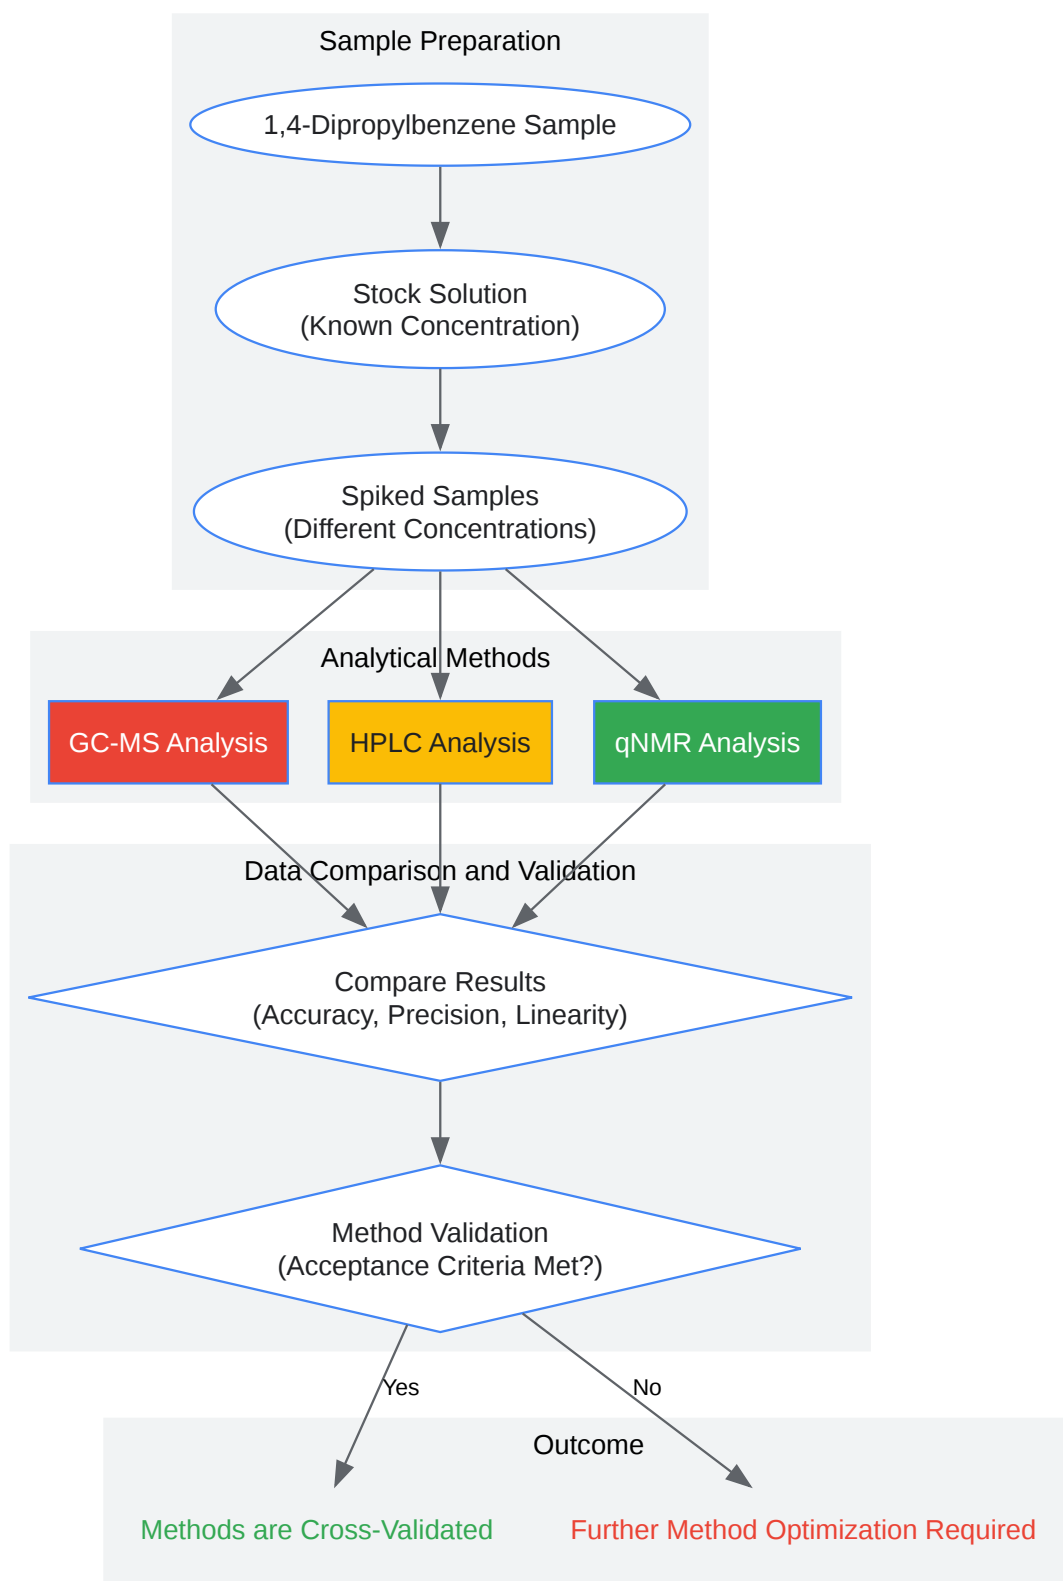 Sample Preparation
1,4-Dipropylbenzene Sample
Stock Solution
(Known Concentration)
Spiked Samples
(Different Concentrations)
Analytical Methods
GC-MS Analysis
HPLC Analysis
qNMR Analysis
Data Comparison and Validation
Compare Results
(Accuracy, Precision, Linearity)
Method Validation
(Acceptance Criteria Met?)
Yes
No
Outcome
Methods are Cross-Validated
Further Method Optimization Required